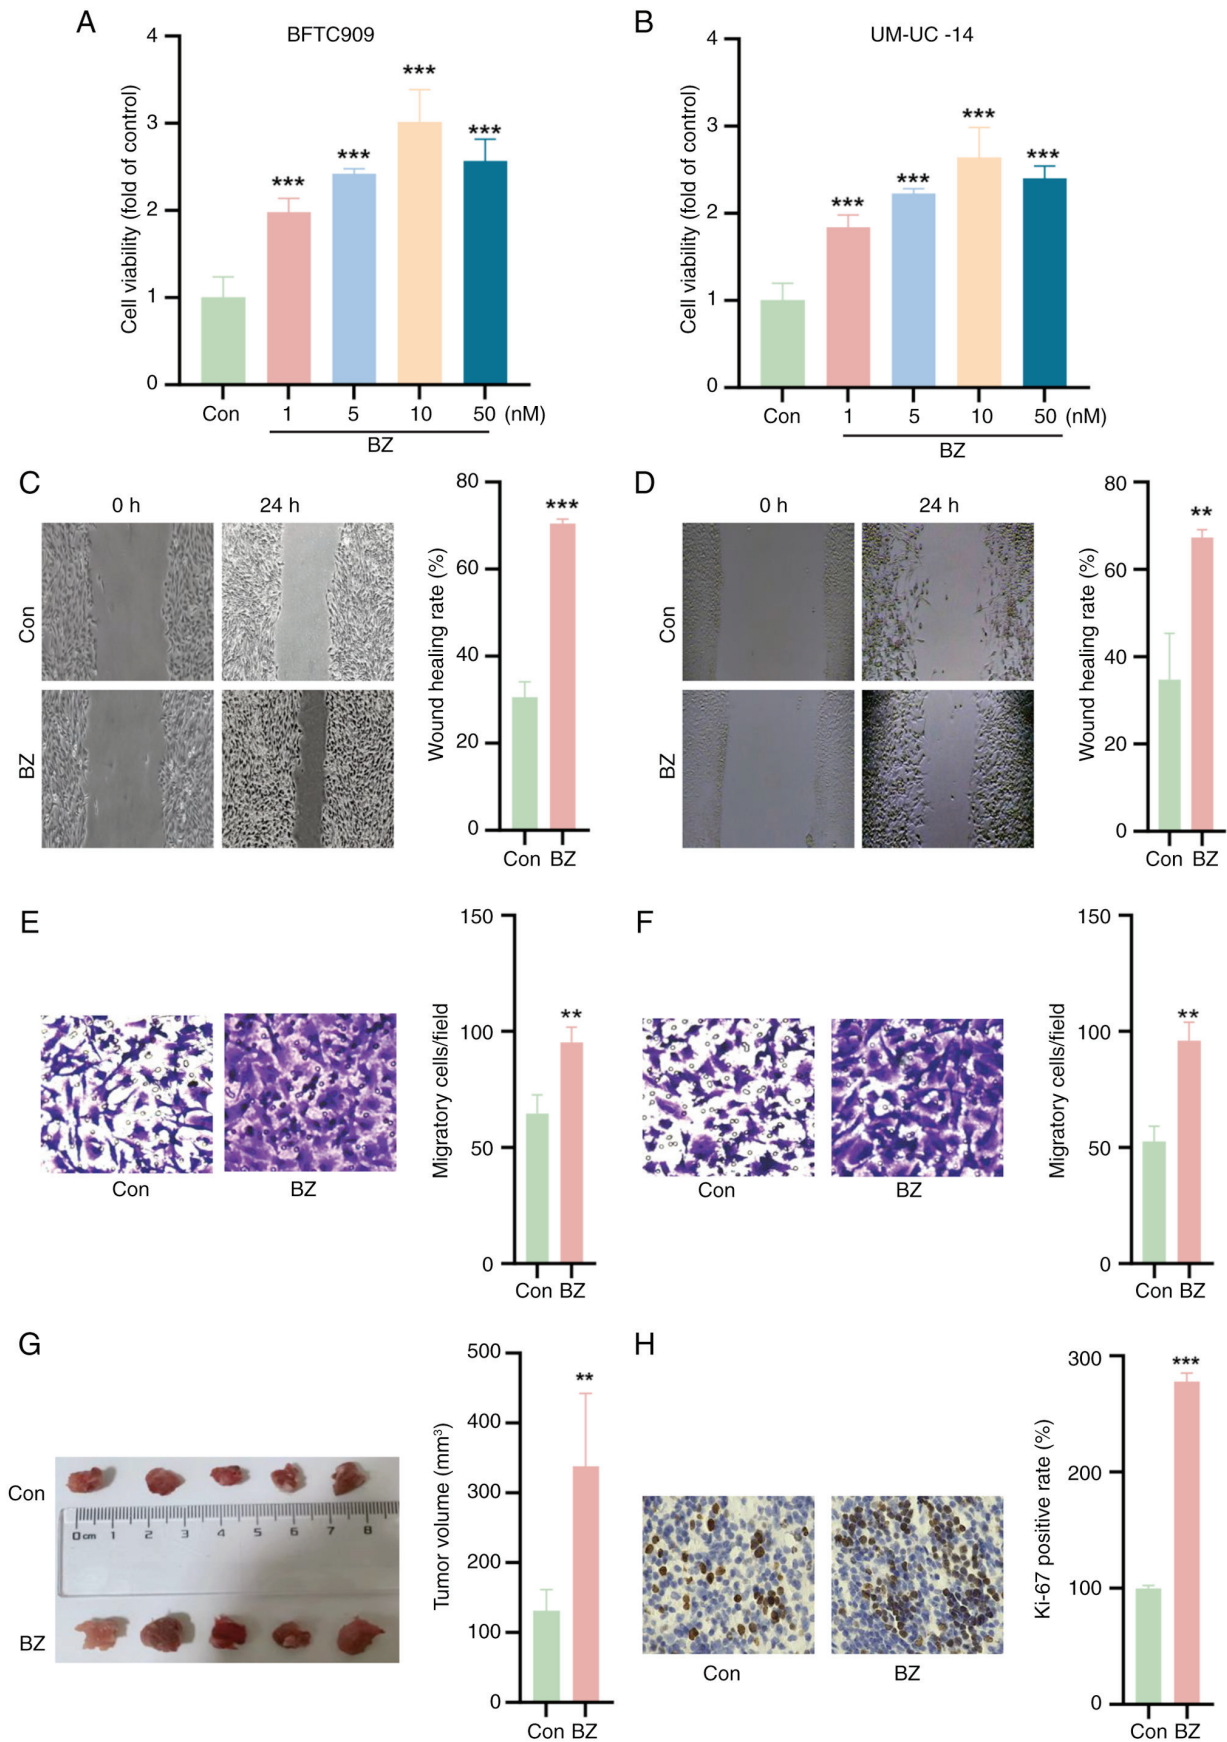 A
BFTC909
Cell viability (fold of control)
4
3
2
1
0
***
***
***
***
Con 1 5 10 50 (nM)
BZ
B
UM-UC -14
Cell viability (fold of control)
4
3
2
1
0
***
***
***
***
Con 1 5 10 50 (nM)
BZ
C
0 h 24 h
Con
BZ
Wound healing rate (%)
80
60
40
20
0
***
Con BZ
D
0 h 24 h
Con
BZ
Wound healing rate (%)
80
60
40
20
0
**
Con BZ
E
Con BZ
Migratory cells/field
150
100
50
0
**
Con BZ
F
Con BZ
Migratory cells/field
150
100
50
0
**
Con BZ
G
Con
0 cm 1 2 3 4 5 6 7 8
BZ
Tumor volume (mm³)
500
400
300
200
100
0
**
Con BZ
H
Con BZ
Ki-67 positive rate (%)
300
200
100
0
***
Con BZ